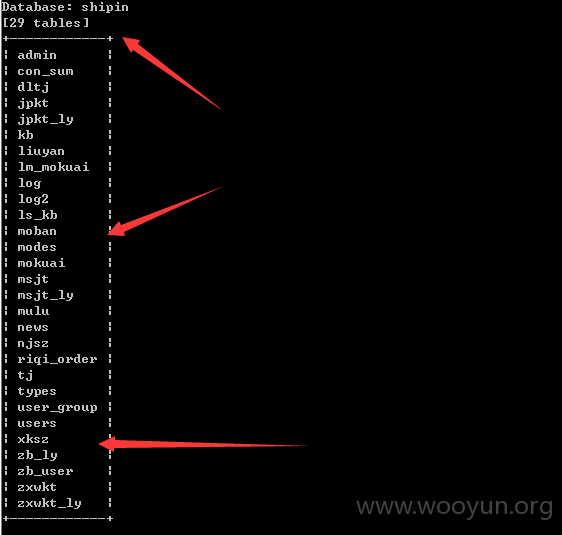 Database: shipin
[29 tables]
+------------+
¦ admin ¦
¦ con_sum ¦
¦ dltj ¦
¦ jpkt ¦
¦ jpkt_ly ¦
¦ kb ¦
¦ liuyan ¦
¦ lm_mokuai ¦
¦ log ¦
¦ log2 ¦
¦ ls_kb ¦
¦ moban ¦
¦ modes ¦
¦ mokuai ¦
¦ msjt ¦
¦ msjt_ly ¦
¦ mulu ¦
¦ news ¦
¦ njsz ¦
¦ riqi_order ¦
¦ tj ¦
¦ types ¦
¦ user_group ¦
¦ users ¦
¦ xksz ¦
¦ zb_ly ¦
¦ zb_user ¦
¦ zxwkt ¦
¦ zxwkt_ly ¦
+------------+
www.wooyun.org